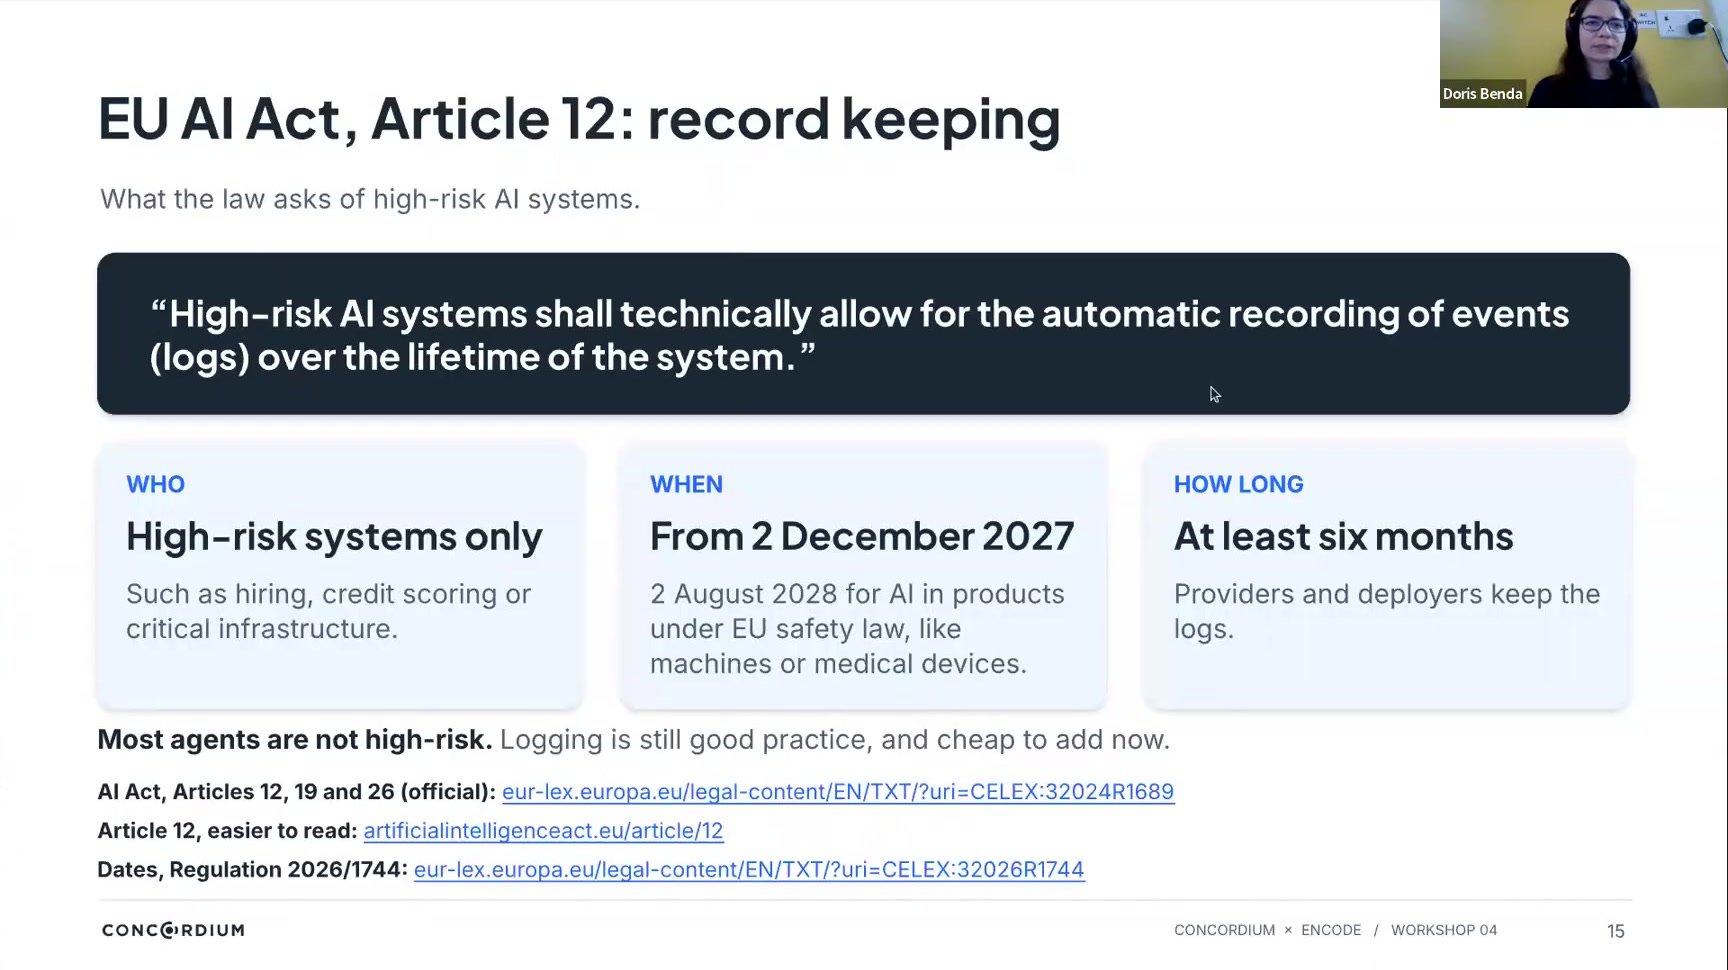 Doris Benda
EU AI Act, Article 12: record keeping
What the law asks of high-risk AI systems.
“High-risk AI systems shall technically allow for the automatic recording of events
(logs) over the lifetime of the system.”
WHO
High-risk systems only
Such as hiring, credit scoring or
critical infrastructure.
WHEN
From 2 December 2027
2 August 2028 for AI in products
under EU safety law, like
machines or medical devices.
HOW LONG
At least six months
Providers and deployers keep the
logs.
Most agents are not high-risk. Logging is still good practice, and cheap to add now.
AI Act, Articles 12, 19 and 26 (official): eur-lex.europa.eu/legal-content/EN/TXT/?uri=CELEX:32024R1689
Article 12, easier to read: artificialintelligenceact.eu/article/12
Dates, Regulation 2026/1744: eur-lex.europa.eu/legal-content/EN/TXT/?uri=CELEX:32026R1744
CONCORDIUM
CONCORDIUM × ENCODE / WORKSHOP 04
15